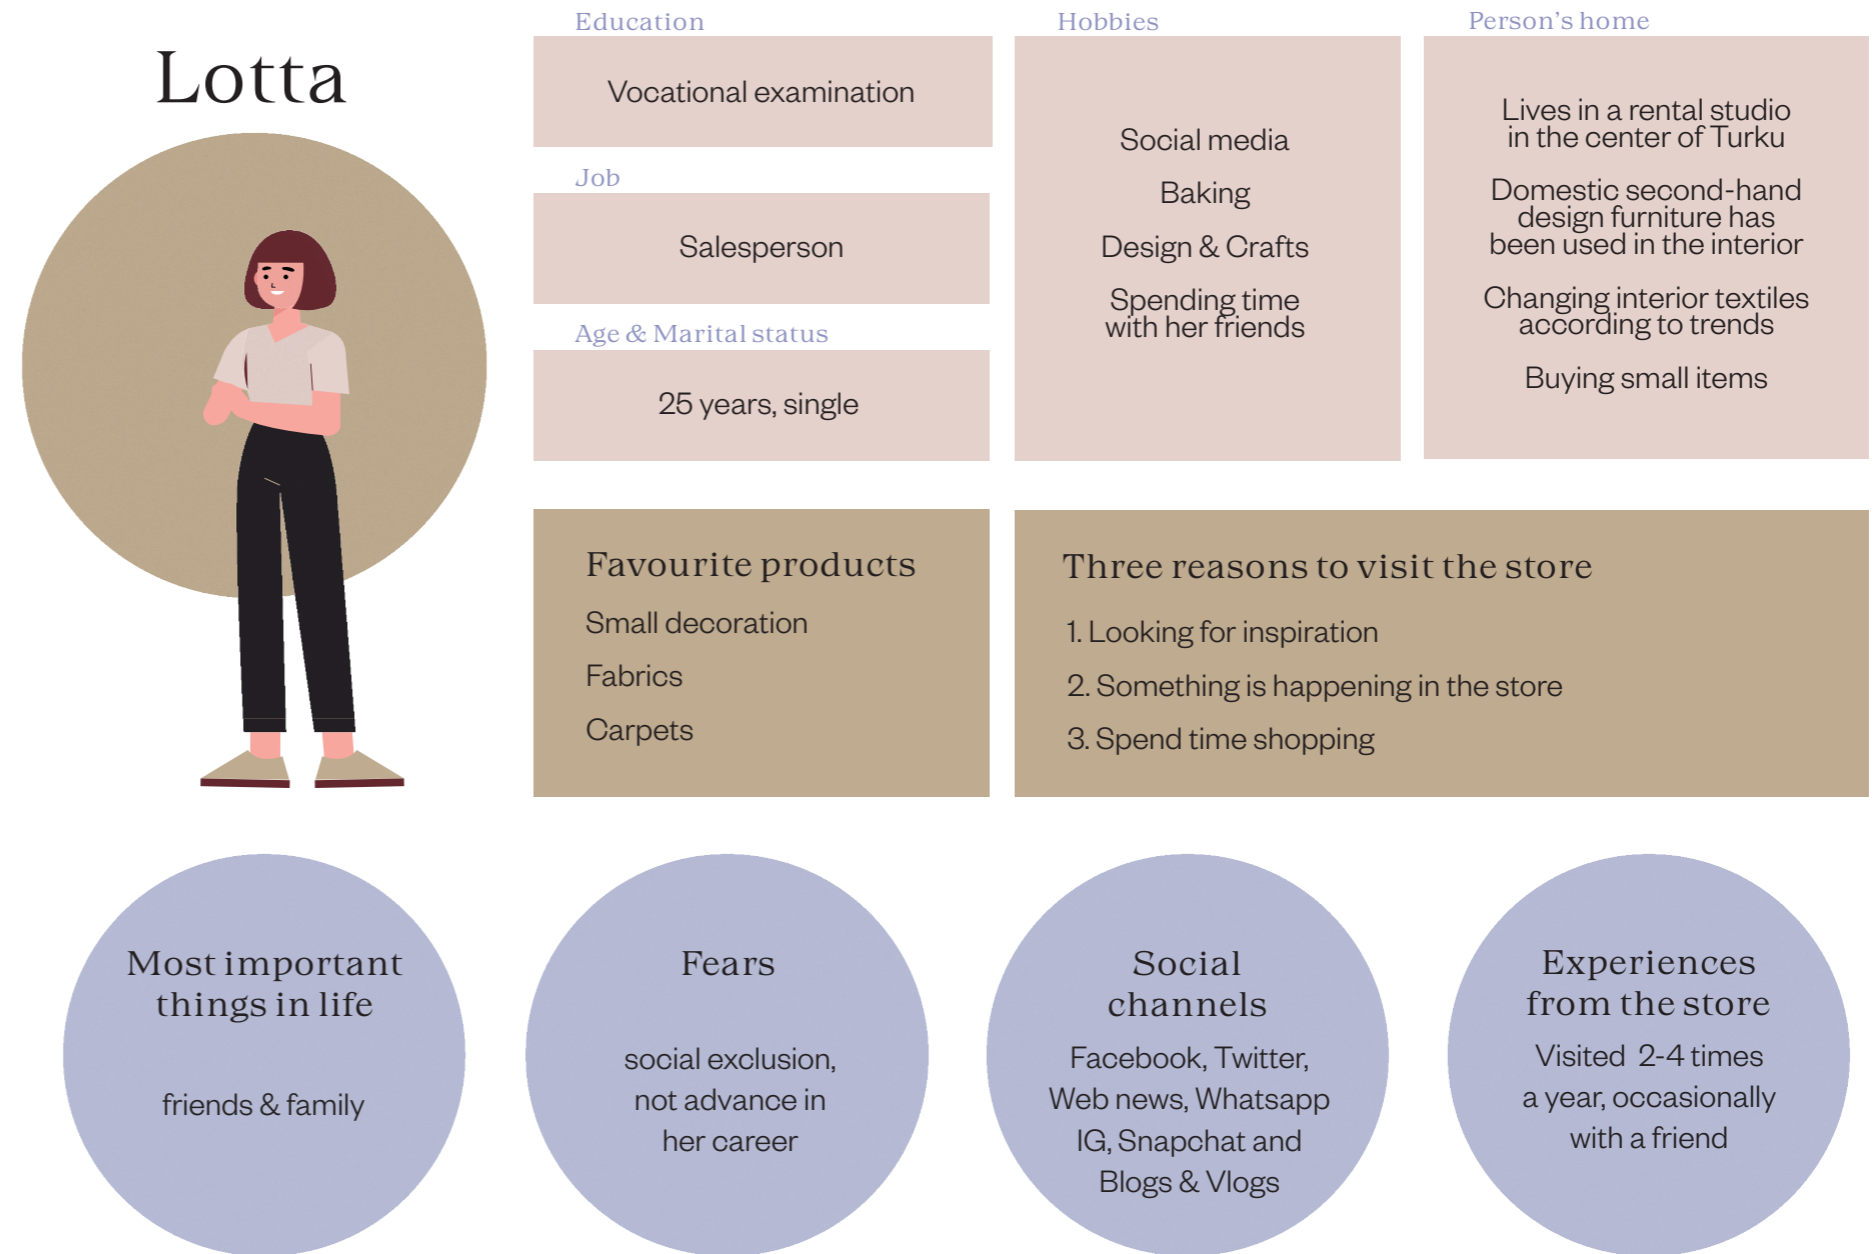 Lotta
Education
Vocational examination
Job
Salesperson
Age & Marital status
25 years, single
Hobbies
Social media
Baking
Design & Crafts
Spending time
with her friends
Person's home
Lives in a rental studio
in the center of Turku
Domestic second-hand
design furniture has
been used in the interior
Changing interior textiles
according to trends
Buying small items
Favourite products
Small decoration
Fabrics
Carpets
Three reasons to visit the store
1. Looking for inspiration
2. Something is happening in the store
3. Spend time shopping
Most important
things in life
friends & family
Fears
social exclusion,
not advance in
her career
Social
channels
Facebook, Twitter,
Web news, Whatsapp
IG, Snapchat and
Blogs & Vlogs
Experiences
from the store
Visited 2-4 times
a year, occasionally
with a friend